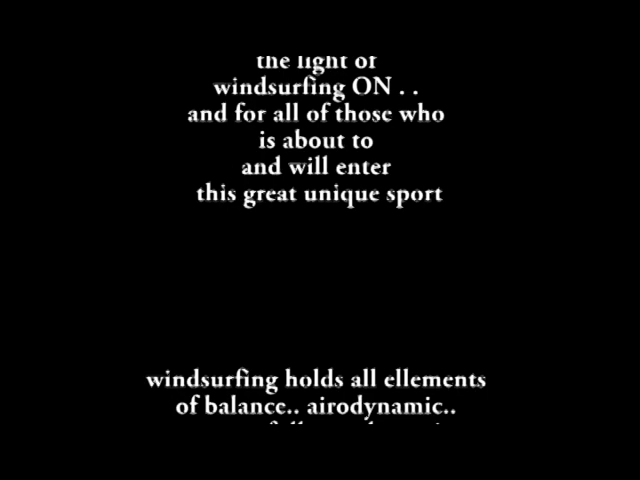 the light of
windsurfing ON . .
and for all of those who
is about to
and will enter
this great unique sport
windsurfing holds all ellements
of balance.. airodynamic..